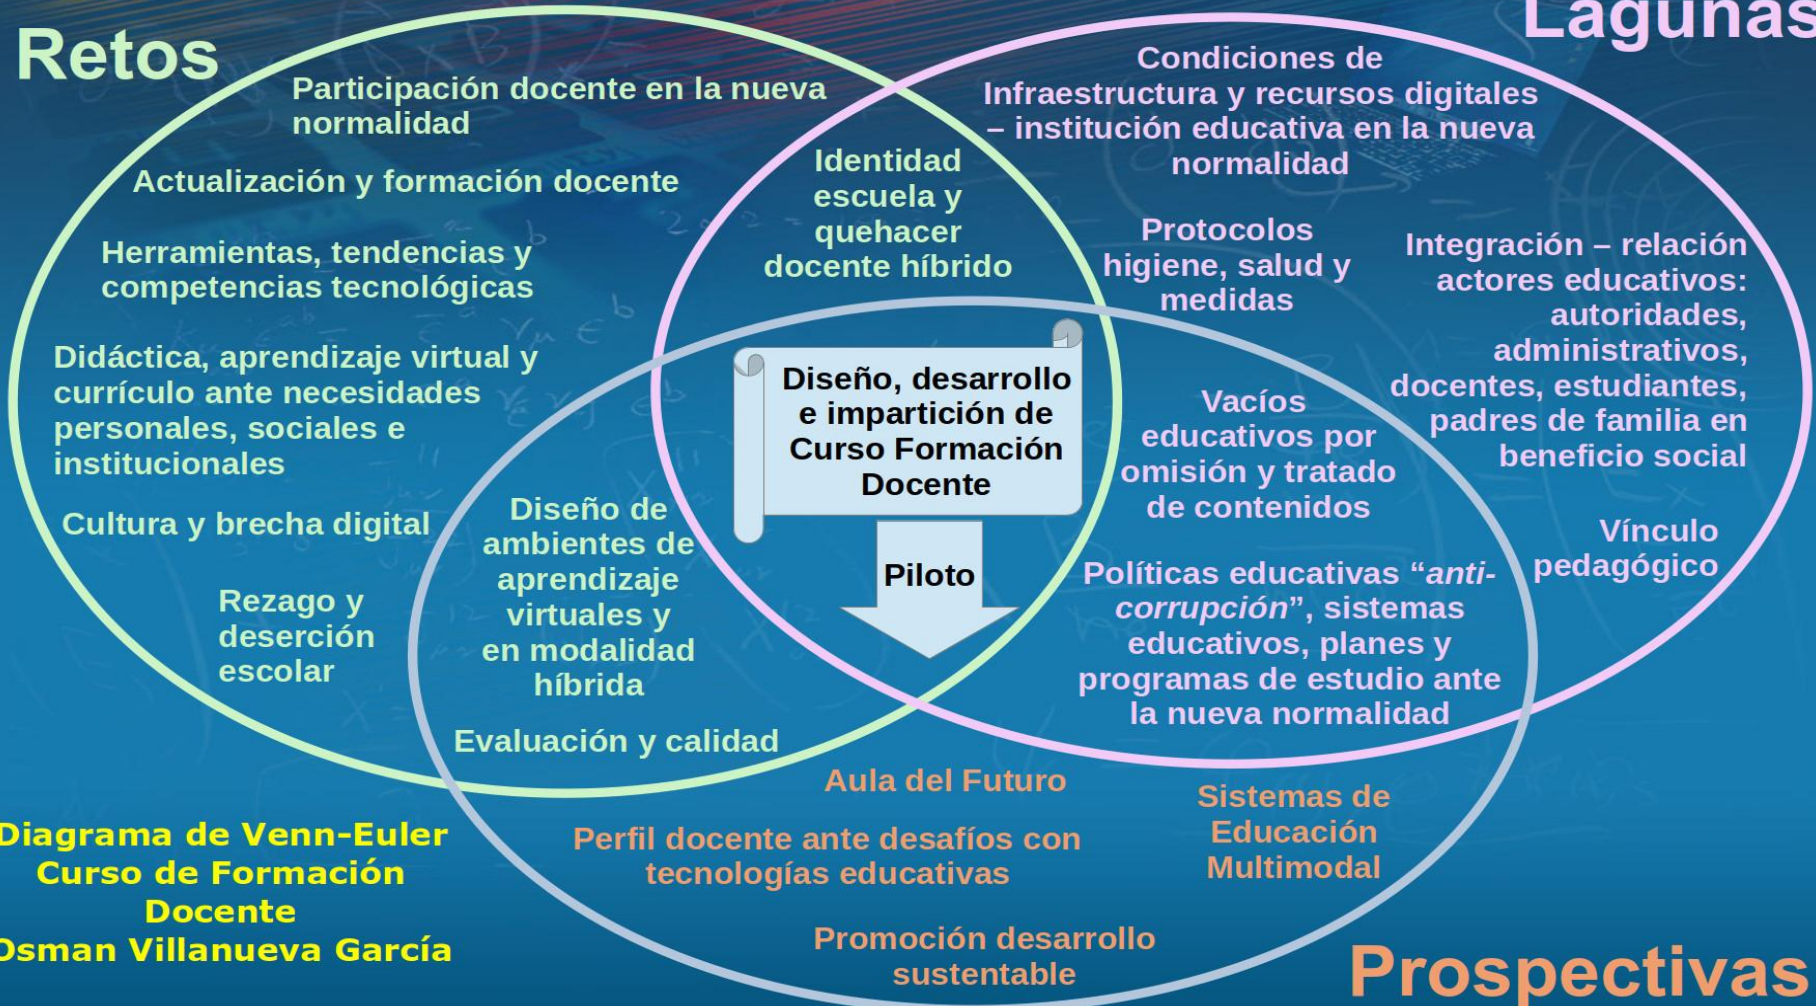 Retos
Participación docente en la nueva
normalidad
Actualización y formación docente
Herramientas, tendencias y
competencias tecnológicas
Didáctica, aprendizaje virtual y
currículo ante necesidades
personales, sociales e
institucionales
Cultura y brecha digital
Rezago y
deserción
escolar
Identidad
escuela y
quehacer
docente híbrido
Lagunas
Condiciones de
Infraestructura y recursos digitales
– institución educativa en la nueva
normalidad
Protocolos
higiene, salud y
medidas
Integración – relación
actores educativos:
autoridades,
administrativos,
docentes, estudiantes,
padres de familia en
beneficio social
Vínculo
pedagógico
Diseño, desarrollo
e impartición de
Curso Formación
Docente
Piloto
Diseño de
ambientes de
aprendizaje
virtuales y
en modalidad
híbrida
Evaluación y calidad
Vacíos
educativos por
omisión y tratado
de contenidos
Políticas educativas “anti-
corrupción”, sistemas
educativos, planes y
programas de estudio ante
la nueva normalidad
Aula del Futuro
Perfil docente ante desafíos con
tecnologías educativas
Sistemas de
Educación
Multimodal
Promoción desarrollo
sustentable
Prospectivas
Diagrama de Venn-Euler
Curso de Formación
Docente
Osman Villanueva García